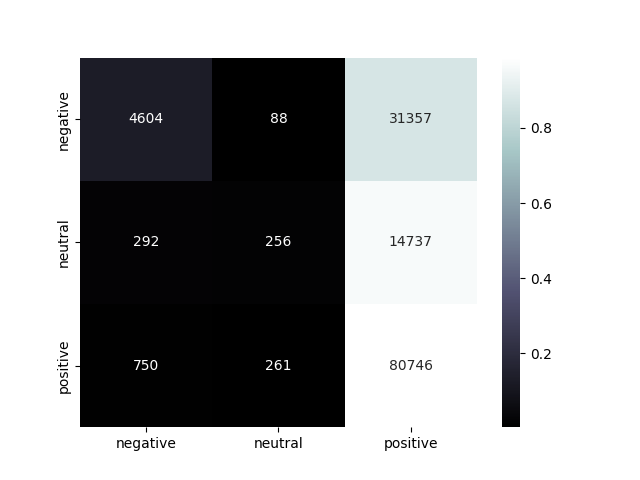 negative 4604 88 31357
neutral 292 256 14737
positive 750 261 80746
negative neutral positive
0.8
0.6
0.4
0.2